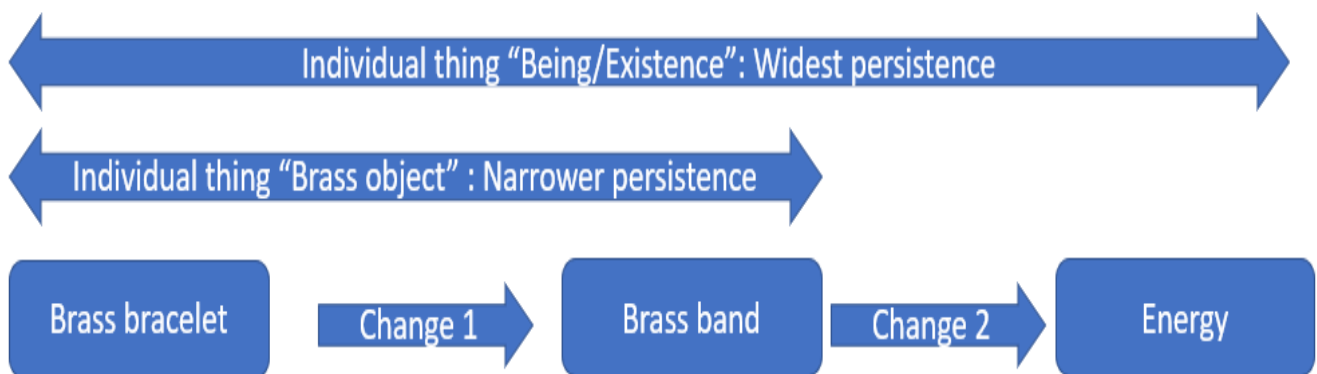 Individual thing “Being/Existence”: Widest persistence
Individual thing “Brass object” : Narrower persistence
Brass bracelet
Change 1
Brass band
Change 2
Energy